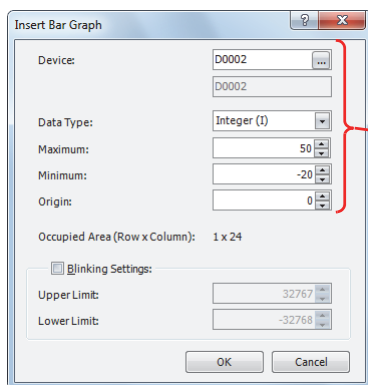 Insert Bar Graph ? X
Device: D0002 ...
D0002
Data Type: Integer (I)
Maximum: 50
Minimum: -20
Origin: 0
Occupied Area (Row x Column): 1 x 24
Blinking Settings:
Upper Limit: 32767
Lower Limit: -32768
OK Cancel